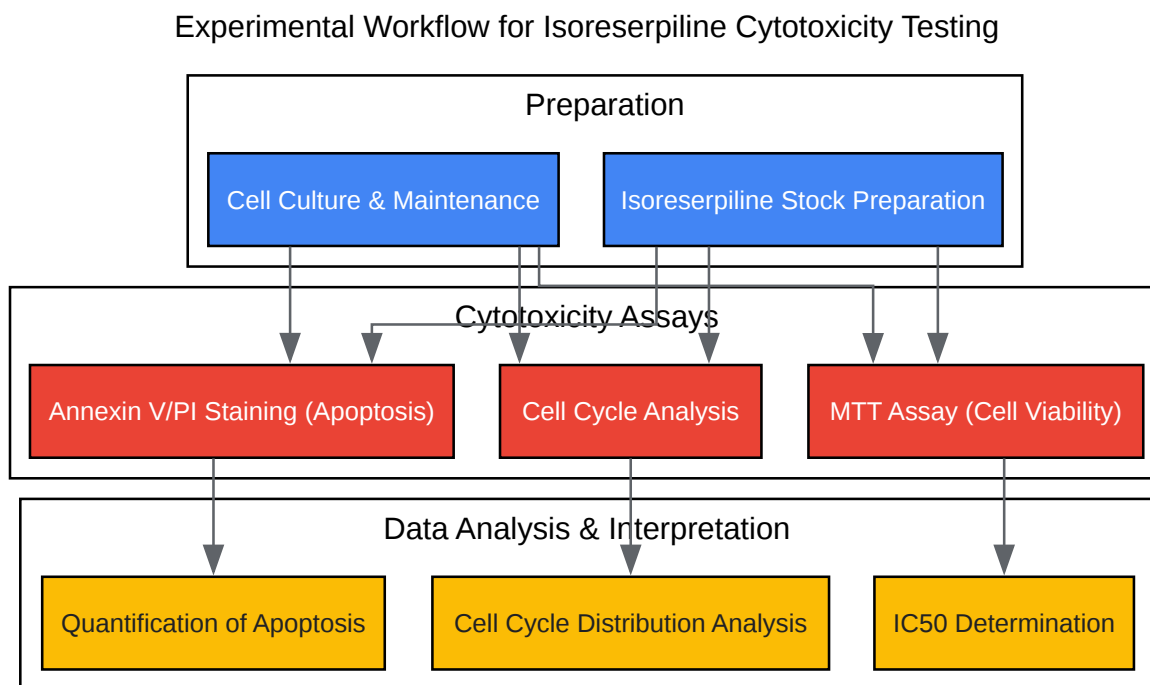 Experimental Workflow for Isoreserpiline Cytotoxicity Testing
Preparation
Cell Culture & Maintenance
Isoreserpiline Stock Preparation
Cytotoxicity Assays
Annexin V/PI Staining (Apoptosis)
Cell Cycle Analysis
MTT Assay (Cell Viability)
Data Analysis & Interpretation
Quantification of Apoptosis
Cell Cycle Distribution Analysis
IC50 Determination